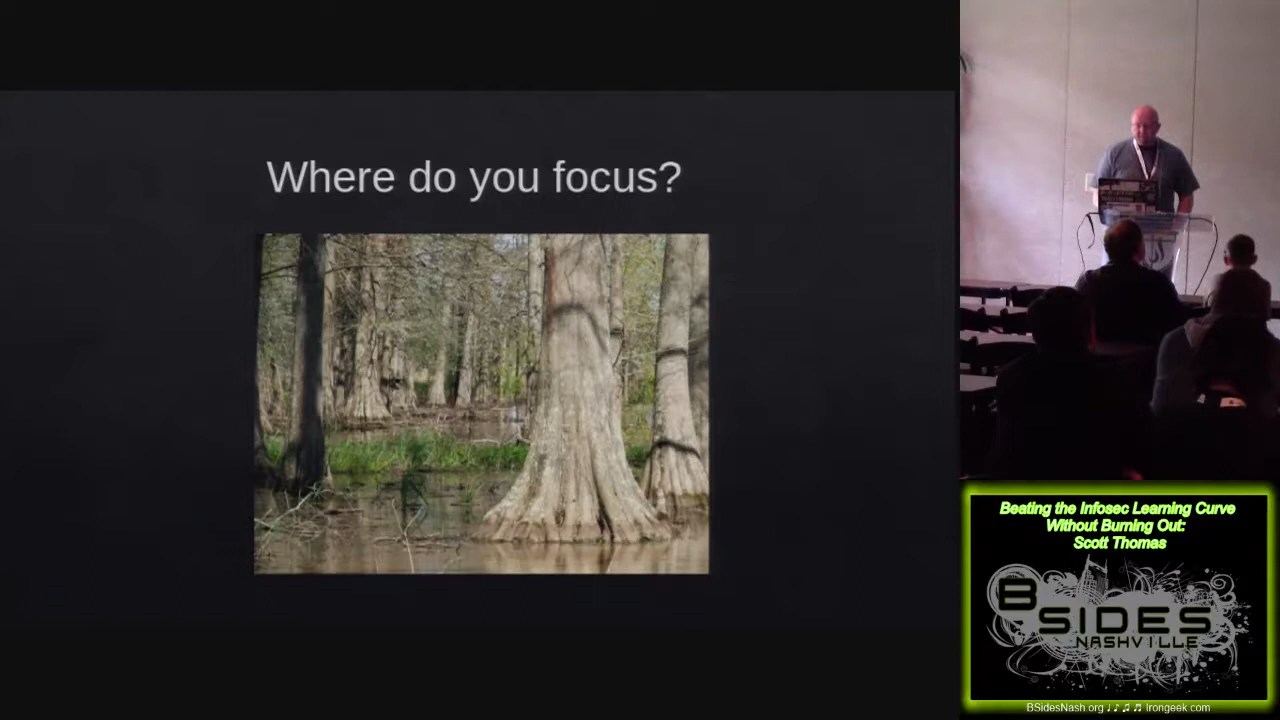 Where do you focus?
Beating the Infosec Learning Curve
Without Burning Out:
Scott Thomas
BSIDES
NASHVILLE
BSidesNash.org ♩ ♪ ♫ ♬ Irongeek.com